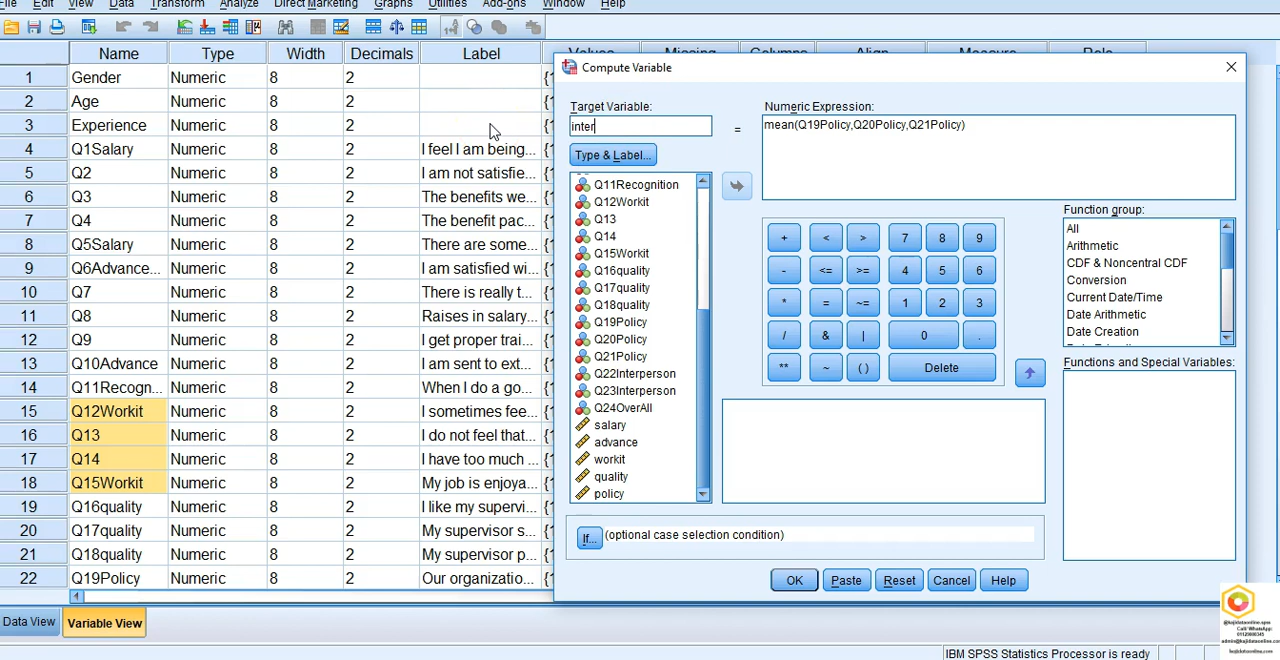 File Edit View Data Transform Analyze Direct Marketing Graphs Utilities Add-ons Window Help
Name Type Width Decimals Label Values Missing Columns Align Measure Role
1 Gender Numeric 8 2
2 Age Numeric 8 2
3 Experience Numeric 8 2
4 Q1Salary Numeric 8 2 I feel I am being...
5 Q2 Numeric 8 2 I am not satisfie...
6 Q3 Numeric 8 2 The benefits we...
7 Q4 Numeric 8 2 The benefit pac...
8 Q5Salary Numeric 8 2 There are some...
9 Q6Advance... Numeric 8 2 I am satisfied wi...
10 Q7 Numeric 8 2 There is really t...
11 Q8 Numeric 8 2 Raises in salary...
12 Q9 Numeric 8 2 I get proper trai...
13 Q10Advance Numeric 8 2 I am sent to ext...
14 Q11Recogn... Numeric 8 2 When I do a go...
15 Q12Workit Numeric 8 2 I sometimes fee...
16 Q13 Numeric 8 2 I do not feel that...
17 Q14 Numeric 8 2 I have too much ...
18 Q15Workit Numeric 8 2 My job is enjoya...
19 Q16quality Numeric 8 2 I like my supervi...
20 Q17quality Numeric 8 2 My supervisor s...
21 Q18quality Numeric 8 2 My supervisor p...
22 Q19Policy Numeric 8 2 Our organizatio...
Data View Variable View
Compute Variable
Target Variable:
inter
=
Numeric Expression:
mean(Q19Policy,Q20Policy,Q21Policy)
Type & Label...
Q11Recognition
Q12Workit
Q13
Q14
Q15Workit
Q16quality
Q17quality
Q18quality
Q19Policy
Q20Policy
Q21Policy
Q22Interperson
Q23Interperson
Q24OverAll
salary
advance
workit
quality
policy
+ < > 7 8 9
- <= >= 4 5 6
* = ~= 1 2 3
/ & | 0 .
** ~ ( ) Delete
Function group:
All
Arithmetic
CDF & Noncentral CDF
Conversion
Current Date/Time
Date Arithmetic
Date Creation
Functions and Special Variables:
If... (optional case selection condition)
OK Paste Reset Cancel Help
IBM SPSS Statistics Processor is ready